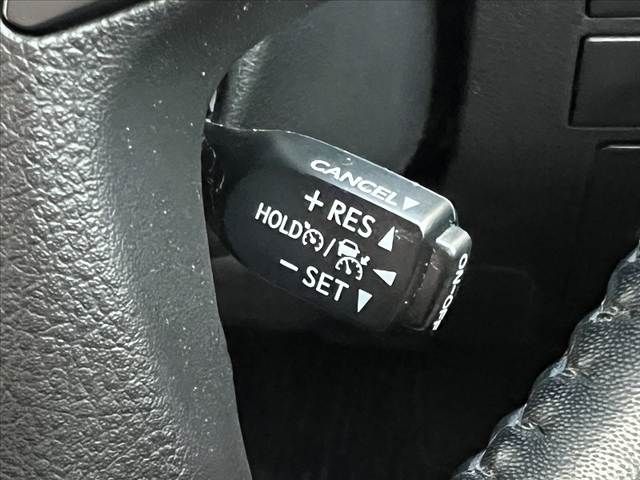 CANCEL
+ RES
HOLD /
− SET
ON-OFF